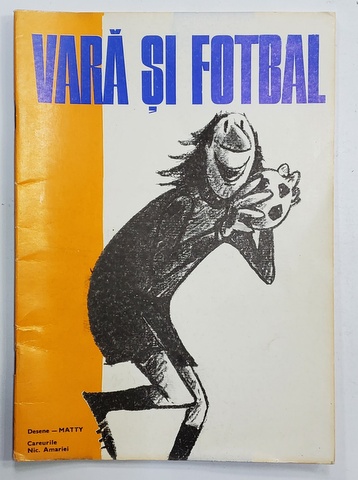 VARĂ ȘI FOTBAL
Desene — MATTY
Careurile
Nic. Amariei